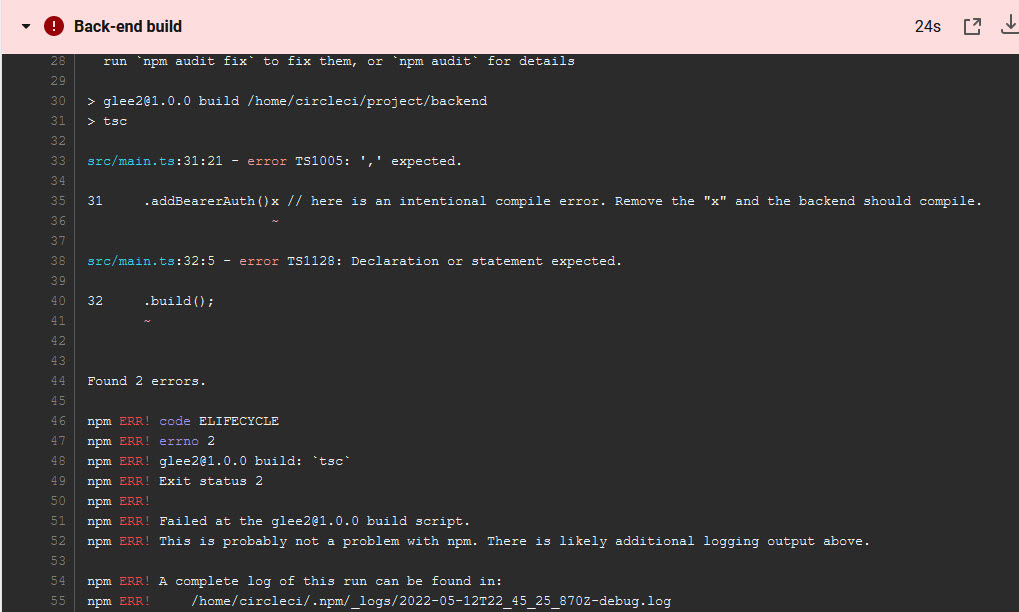 Back-end build 24s
28 run `npm audit fix` to fix them, or `npm audit` for details
29
30 > glee2@1.0.0 build /home/circleci/project/backend
31 > tsc
32
33 src/main.ts:31:21 - error TS1005: ',' expected.
34
35 31     .addBearerAuth()x // here is an intentional compile error. Remove the "x" and the backend should compile.
36 ~
37
38 src/main.ts:32:5 - error TS1128: Declaration or statement expected.
39
40 32     .build();
41 ~
42
43
44 Found 2 errors.
45
46 npm ERR! code ELIFECYCLE
47 npm ERR! errno 2
48 npm ERR! glee2@1.0.0 build: `tsc`
49 npm ERR! Exit status 2
50 npm ERR!
51 npm ERR! Failed at the glee2@1.0.0 build script.
52 npm ERR! This is probably not a problem with npm. There is likely additional logging output above.
53
54 npm ERR! A complete log of this run can be found in:
55 npm ERR!     /home/circleci/.npm/_logs/2022-05-12T22_45_25_870Z-debug.log